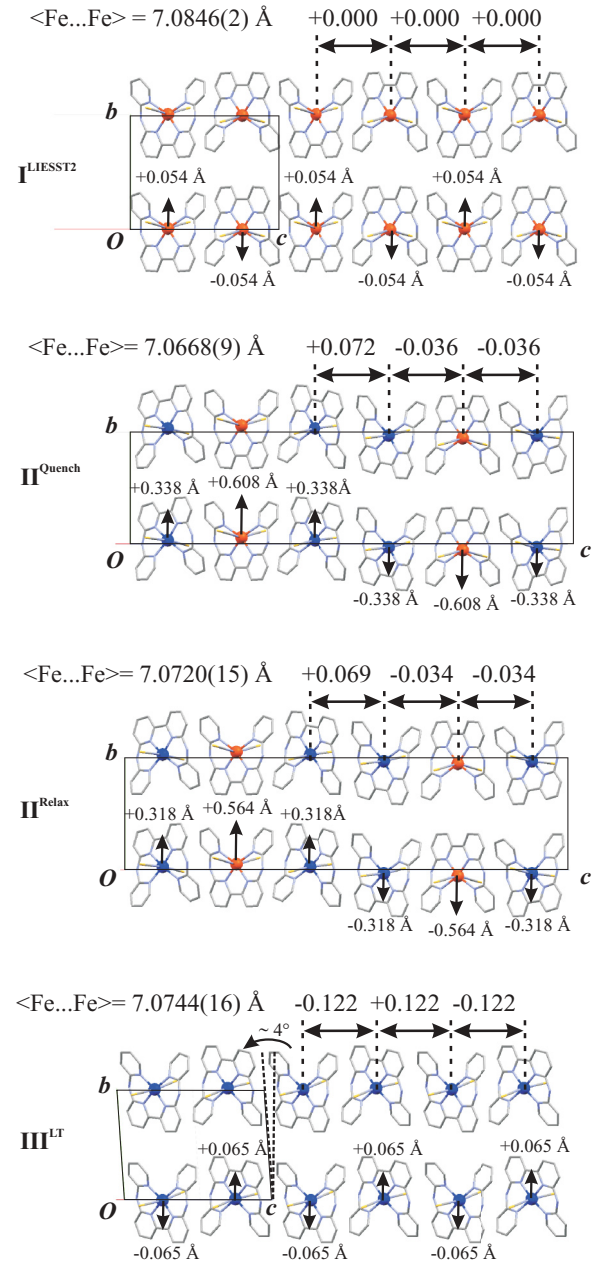 <Fe...Fe> = 7.0846(2) Å +0.000 +0.000 +0.000
b
I^LIESST2
+0.054 Å +0.054 Å +0.054 Å
O c
-0.054 Å -0.054 Å -0.054 Å
<Fe...Fe>= 7.0668(9) Å +0.072 -0.036 -0.036
b
II^Quench
+0.338 Å +0.608 Å +0.338Å
O c
-0.338 Å -0.608 Å -0.338 Å
<Fe...Fe>= 7.0720(15) Å +0.069 -0.034 -0.034
b
II^Relax
+0.318 Å +0.564 Å +0.318Å
O c
-0.318 Å -0.564 Å -0.318 Å
<Fe...Fe>= 7.0744(16) Å -0.122 +0.122 -0.122
~ 4°
b
III^LT
+0.065 Å +0.065 Å +0.065 Å
O c
-0.065 Å -0.065 Å -0.065 Å